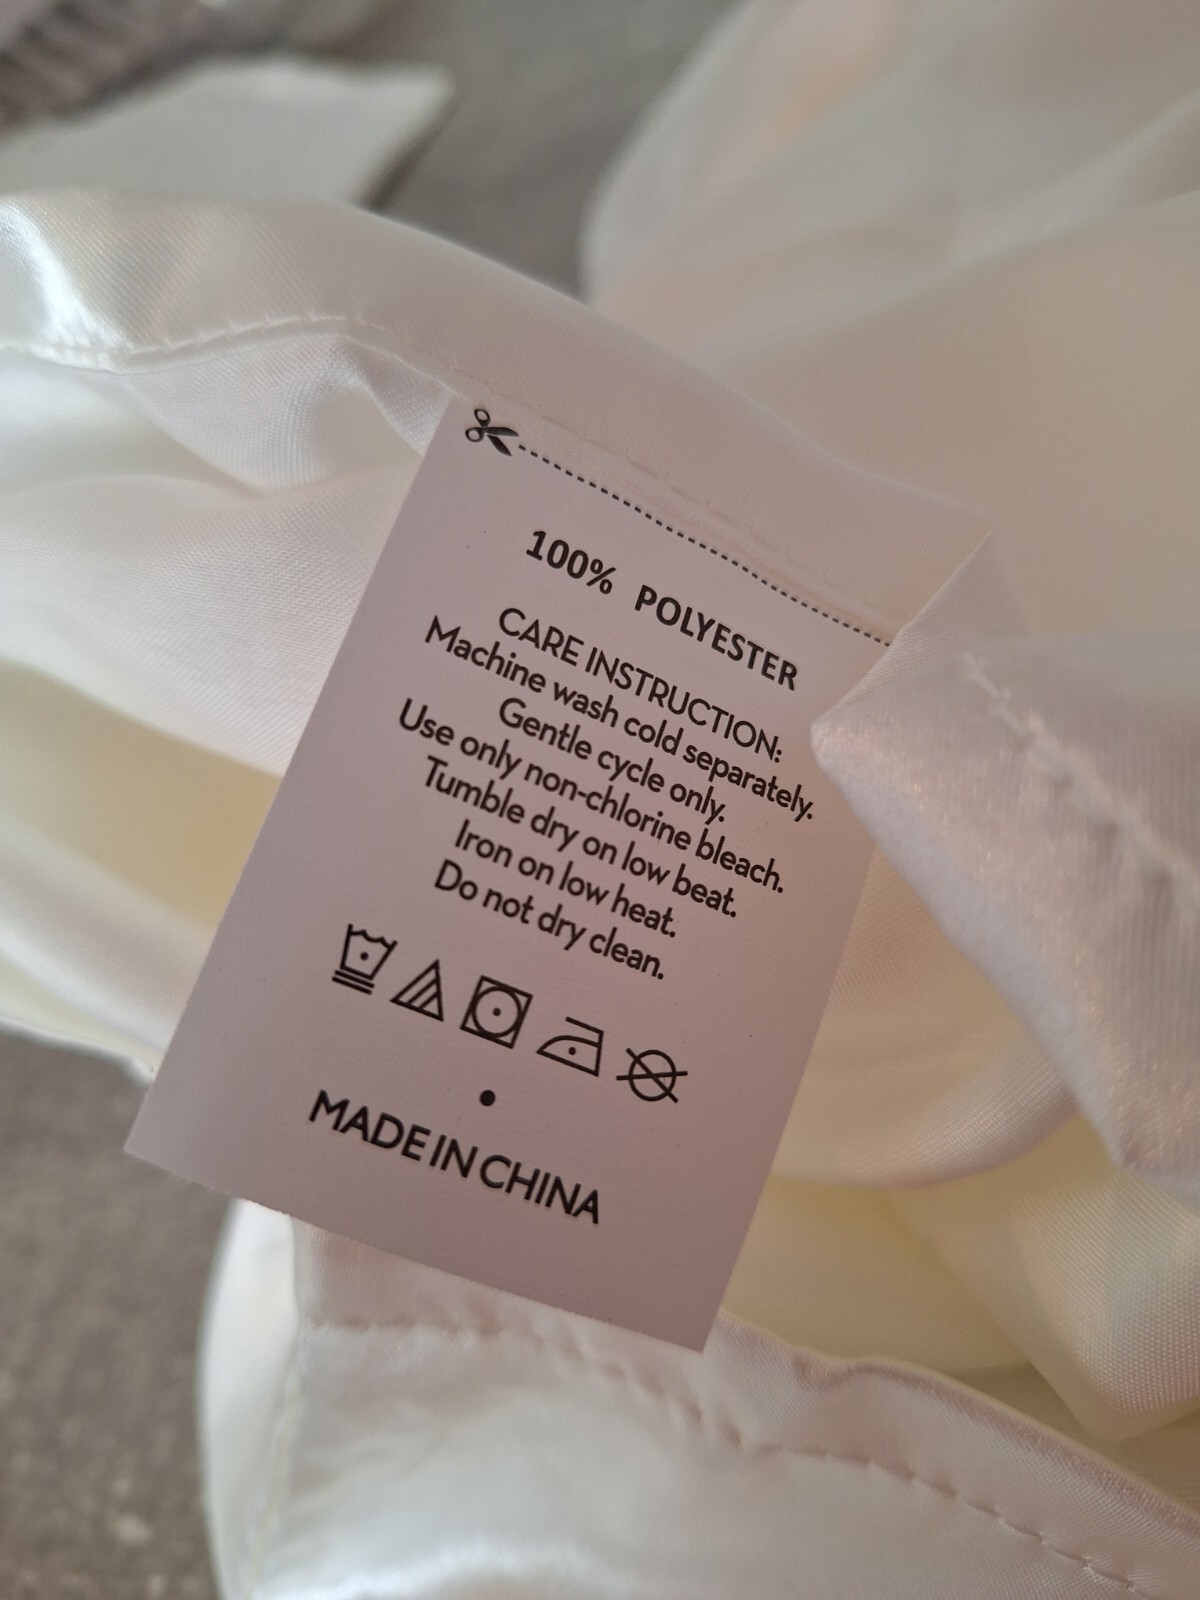 100% POLYESTER
CARE INSTRUCTION:
Machine wash cold separately.
Gentle cycle only.
Use only non-chlorine bleach.
Tumble dry on low beat.
Iron on low heat.
Do not dry clean.
MADE IN CHINA